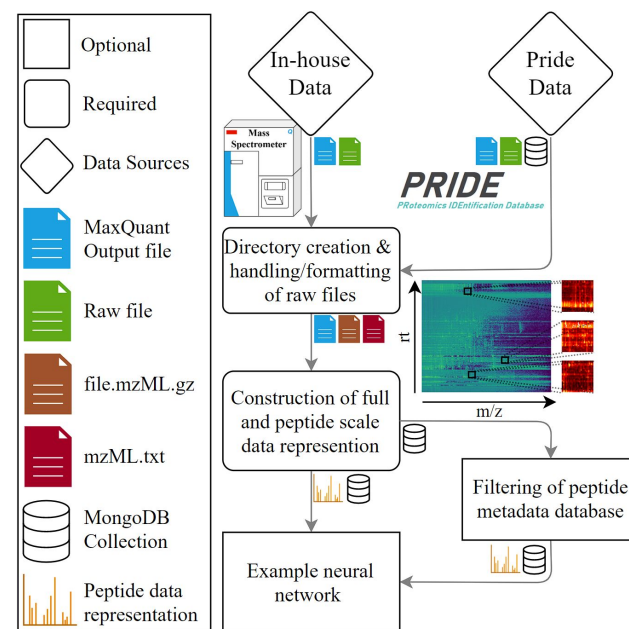 Optional
Required
Data Sources
MaxQuant
Output file
Raw file
file.mzML.gz
mzML.txt
MongoDB
Collection
Peptide data
representation
In-house
Data
Pride
Data
Mass
Spectrometer
Q
PRIDE
PRoteomics IDEntification Database
Directory creation &
handling/formatting
of raw files
rt
m/z
Construction of full
and peptide scale
data represention
Filtering of peptide
metadata database
Example neural
network